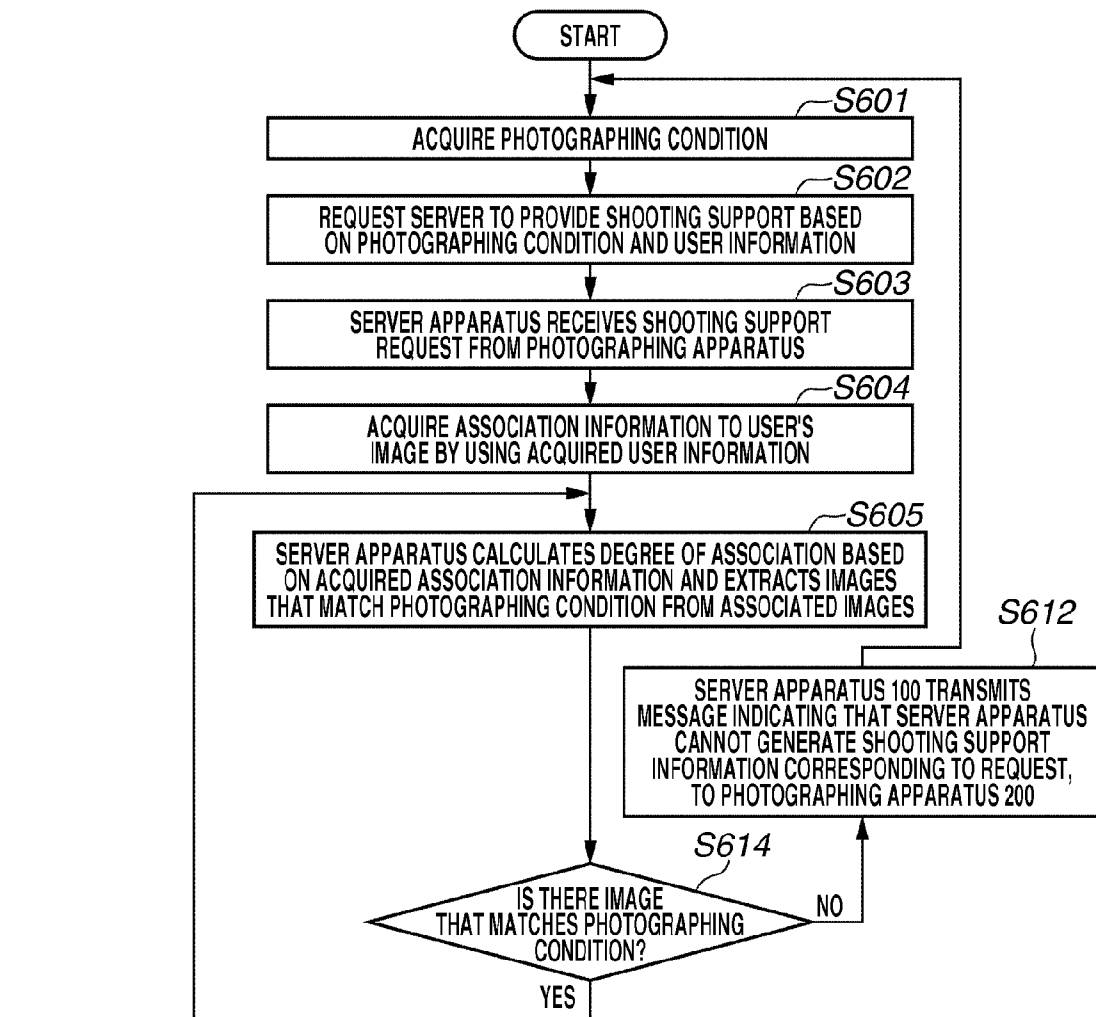 START
S601
ACQUIRE PHOTOGRAPHING CONDITION
S602
REQUEST SERVER TO PROVIDE SHOOTING SUPPORT BASED
ON PHOTOGRAPHING CONDITION AND USER INFORMATION
S603
SERVER APPARATUS RECEIVES SHOOTING SUPPORT
REQUEST FROM PHOTOGRAPHING APPARATUS
S604
ACQUIRE ASSOCIATION INFORMATION TO USER'S
IMAGE BY USING ACQUIRED USER INFORMATION
S605
SERVER APPARATUS CALCULATES DEGREE OF ASSOCIATION BASED
ON ACQUIRED ASSOCIATION INFORMATION AND EXTRACTS IMAGES
THAT MATCH PHOTOGRAPHING CONDITION FROM ASSOCIATED IMAGES
S612
SERVER APPARATUS 100 TRANSMITS
MESSAGE INDICATING THAT SERVER APPARATUS
CANNOT GENERATE SHOOTING SUPPORT
INFORMATION CORRESPONDING TO REQUEST,
TO PHOTOGRAPHING APPARATUS 200
S614
IS THERE IMAGE
THAT MATCHES PHOTOGRAPHING
CONDITION?
NO
YES